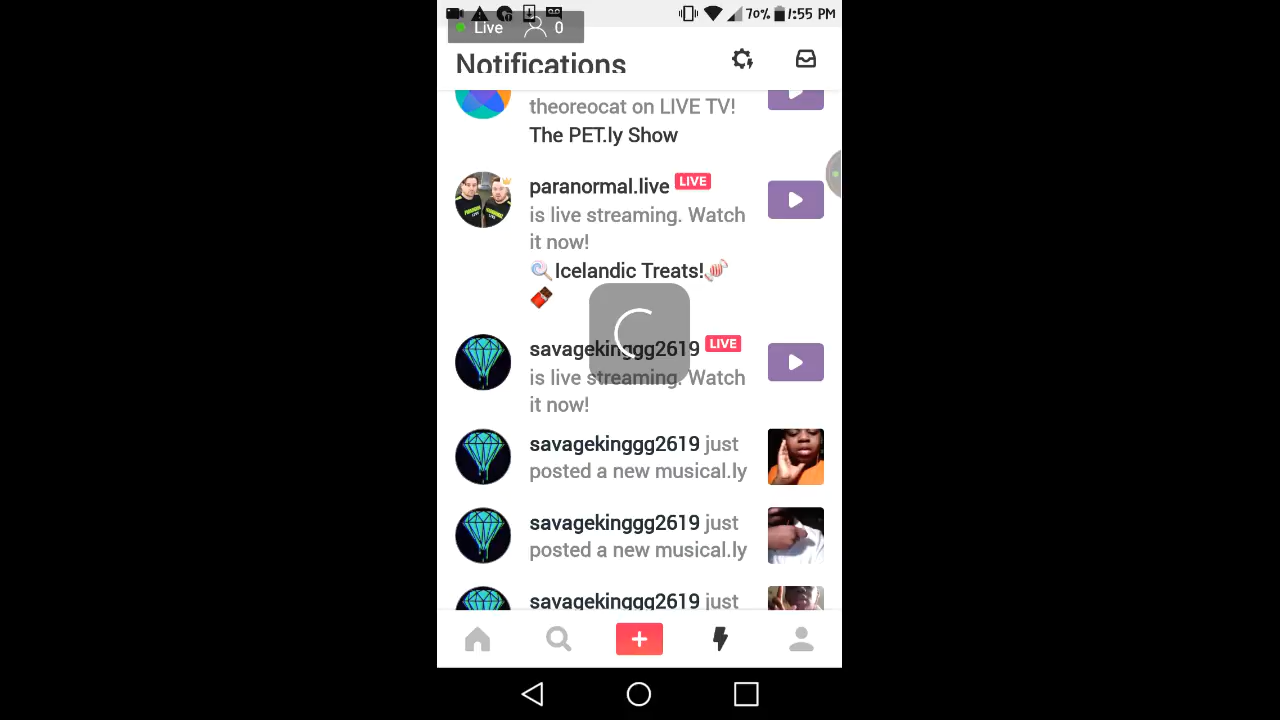 70% 1:55 PM
Live 0
Notifications
theoreocat on LIVE TV!
The PET.ly Show
paranormal.live LIVE
is live streaming. Watch
it now!
Icelandic Treats!
savagekinggg2619 LIVE
is live streaming. Watch
it now!
savagekinggg2619 just
posted a new musical.ly
savagekinggg2619 just
posted a new musical.ly
savagekinggg2619 just